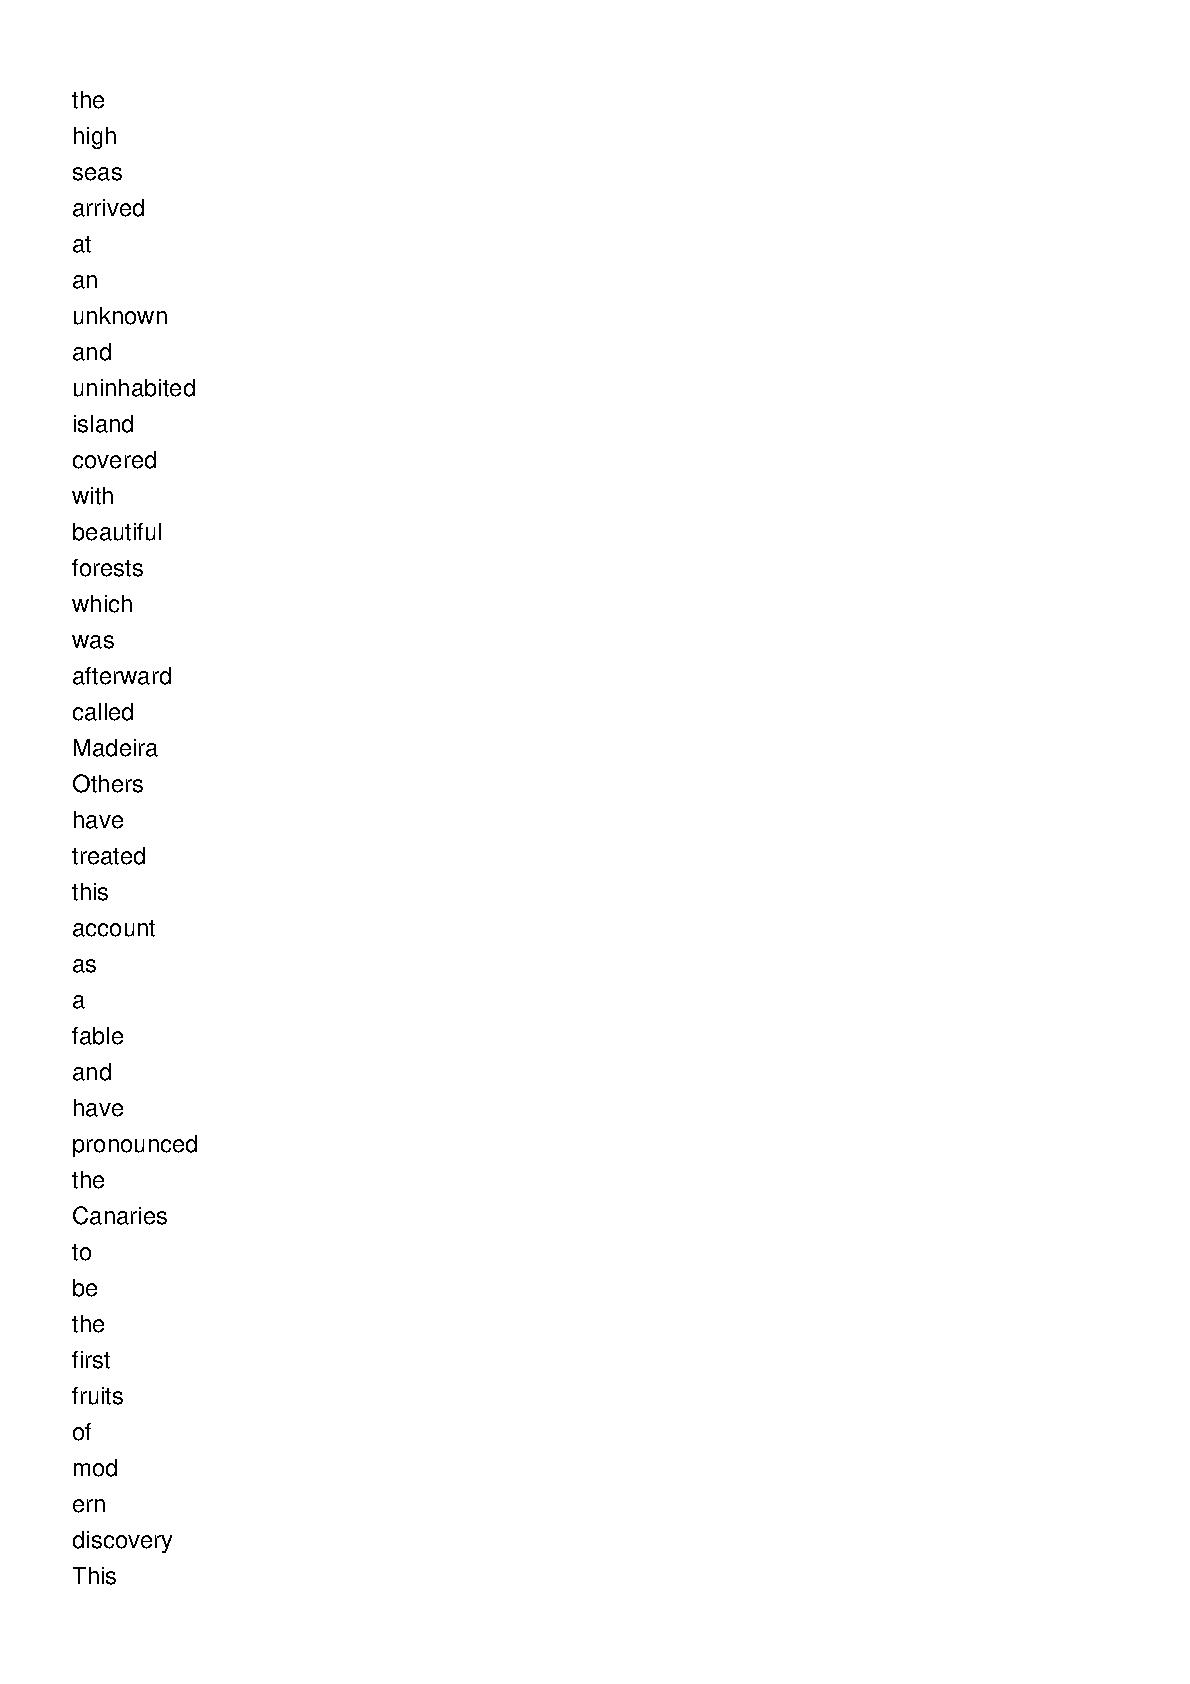 the
high
seas
arrived
at
an
unknown
and
uninhabited
island
covered
with
beautiful
forests
which
was
afterward
called
Madeira
Others
have
treated
this
account
as
a
fable
and
have
pronounced
the
Canaries
to
be
the
first
fruits
of
mod
ern
discovery
This